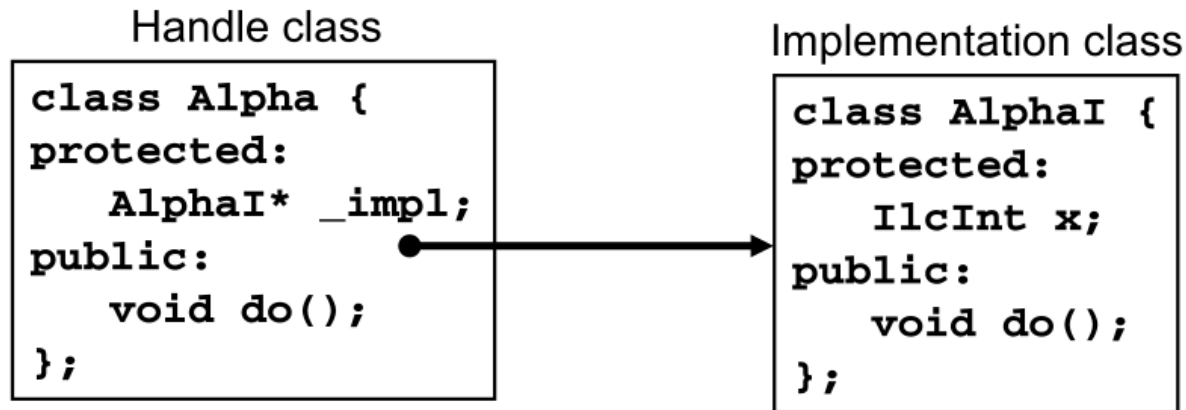 Handle class
class Alpha {
protected:
   AlphaI* _impl;
public:
   void do();
};
Implementation class
class AlphaI {
protected:
   IlcInt x;
public:
   void do();
};